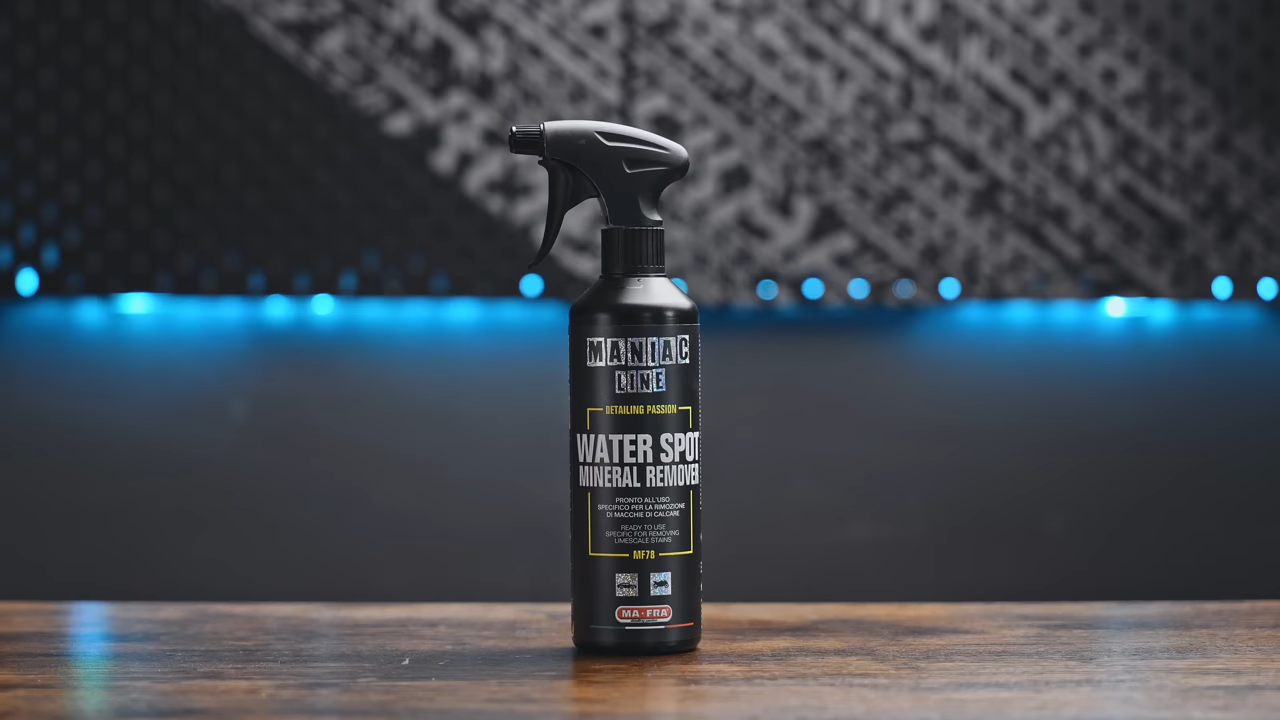 MANIAC
LINE
DETAILING PASSION
WATER SPOT
MINERAL REMOVER
PRONTO ALL'USO
SPECIFICO PER LA RIMOZIONE
DI MACCHIE DI CALCARE
READY TO USE
SPECIFIC FOR REMOVING
LIMESCALE STAINS
MF78
MA-FRA